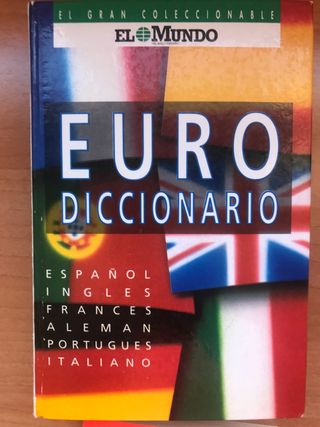 EL GRAN COLECCIONABLE
EL MUNDO
EURO
DICCIONARIO
ESPAÑOL
INGLES
FRANCES
ALEMAN
PORTUGUES
ITALIANO